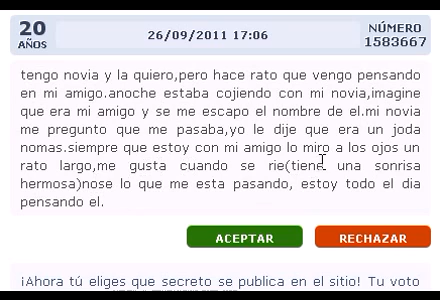 20 AÑOS
26/09/2011 17:06
NÚMERO 1583667
tengo novia y la quiero,pero hace rato que vengo pensando
en mi amigo.anoche estaba cojiendo con mi novia,imagine
que era mi amigo y se me escapo el nombre de el.mi novia
me pregunto que me pasaba,yo le dije que era un joda
nomas.siempre que estoy con mi amigo lo miro a los ojos un
rato largo,me gusta cuando se rie(tiene una sonrisa
hermosa)nose lo que me esta pasando, estoy todo el dia
pensando el.
ACEPTAR
RECHAZAR
¡Ahora tú eliges que secreto se publica en el sitio! Tu voto